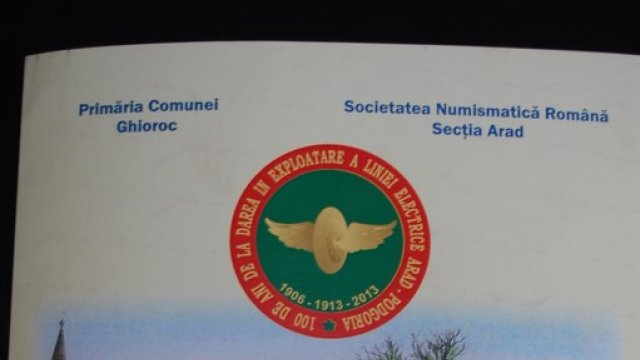 Primăria Comunei
Ghioroc
Societatea Numismatică Română
Secția Arad
100 DE ANI DE LA DAREA IN EXPLOATARE A LINIEI ELECTRICE ARAD - PODGORIA
1906 - 1913 - 2013